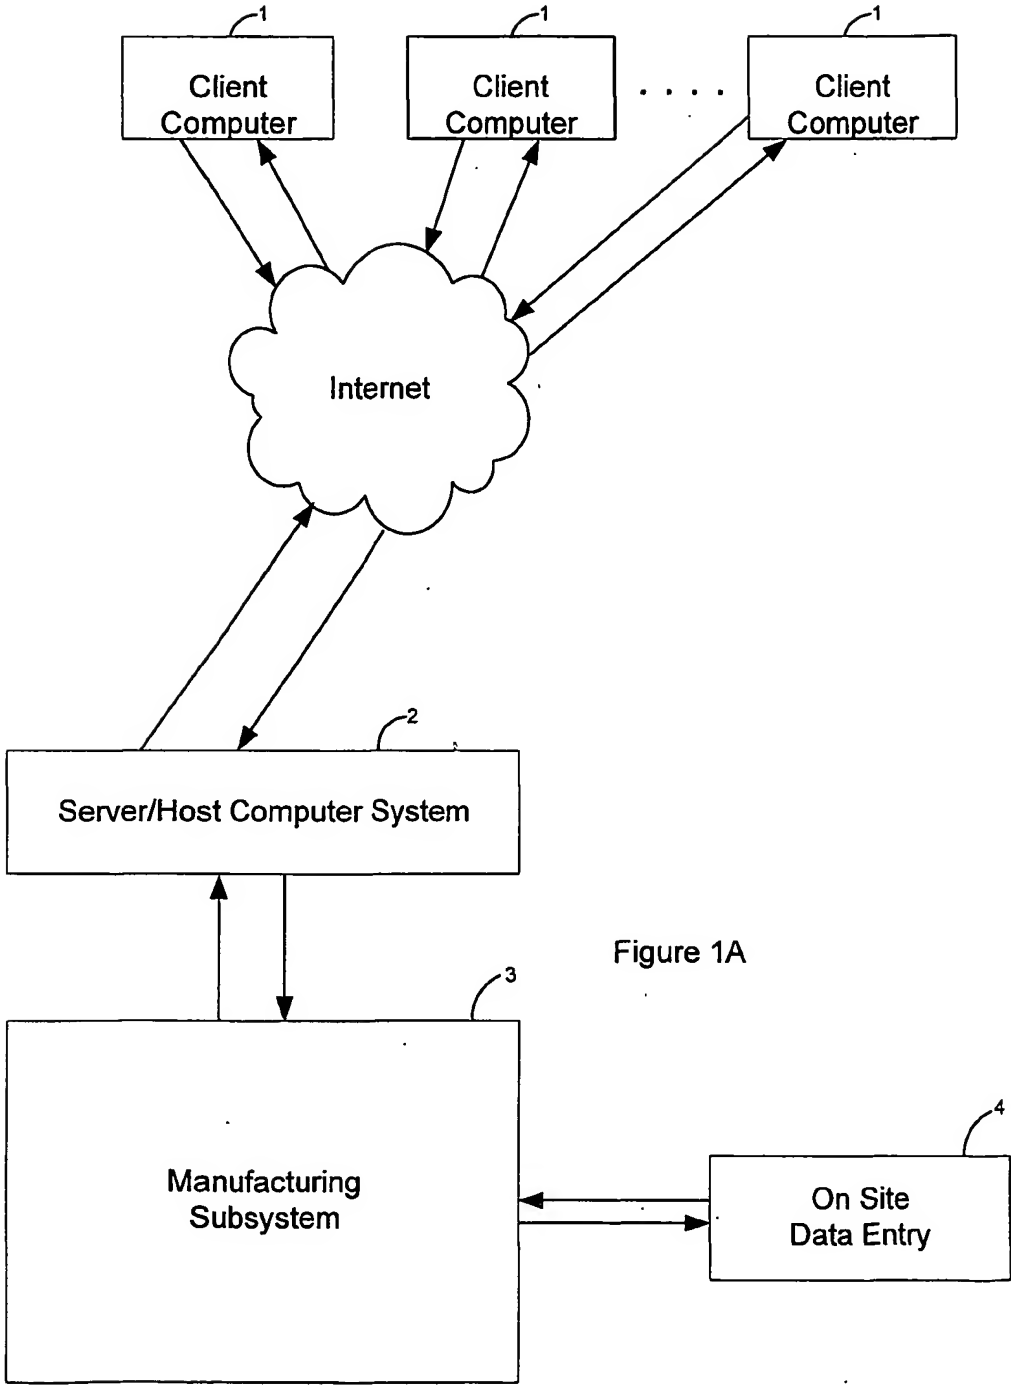 1
1
1
Client
Computer
Client
Computer
. . . .
Client
Computer
Internet
2
Server/Host Computer System
Figure 1A
3
Manufacturing
Subsystem
4
On Site
Data Entry